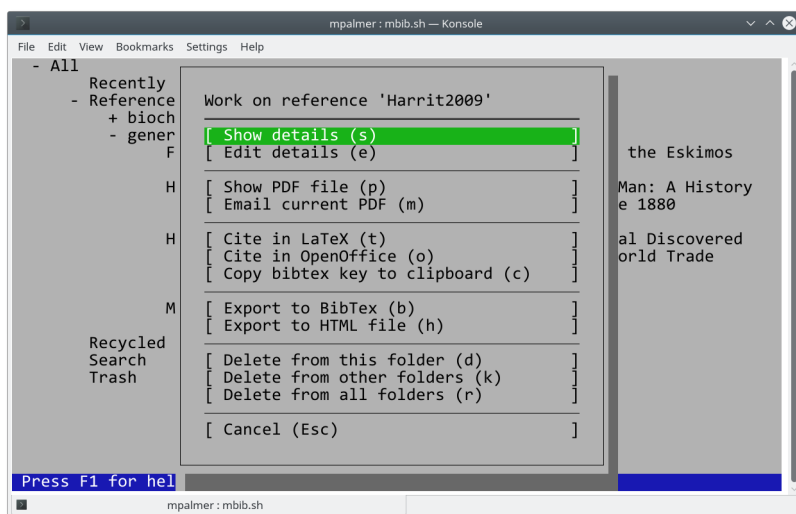 mpalmer : mbib.sh — Konsole
File Edit View Bookmarks Settings Help
- All
Recently
- Reference
+ bioch
- gener
F the Eskimos
H Man: A History
e 1880
H al Discovered
orld Trade
M
Recycled
Search
Trash
Work on reference 'Harrit2009'
[ Show details (s) ]
[ Edit details (e) ]
[ Show PDF file (p) ]
[ Email current PDF (m) ]
[ Cite in LaTeX (t) ]
[ Cite in OpenOffice (o) ]
[ Copy bibtex key to clipboard (c) ]
[ Export to BibTex (b) ]
[ Export to HTML file (h) ]
[ Delete from this folder (d) ]
[ Delete from other folders (k) ]
[ Delete from all folders (r) ]
[ Cancel (Esc) ]
Press F1 for hel
mpalmer : mbib.sh